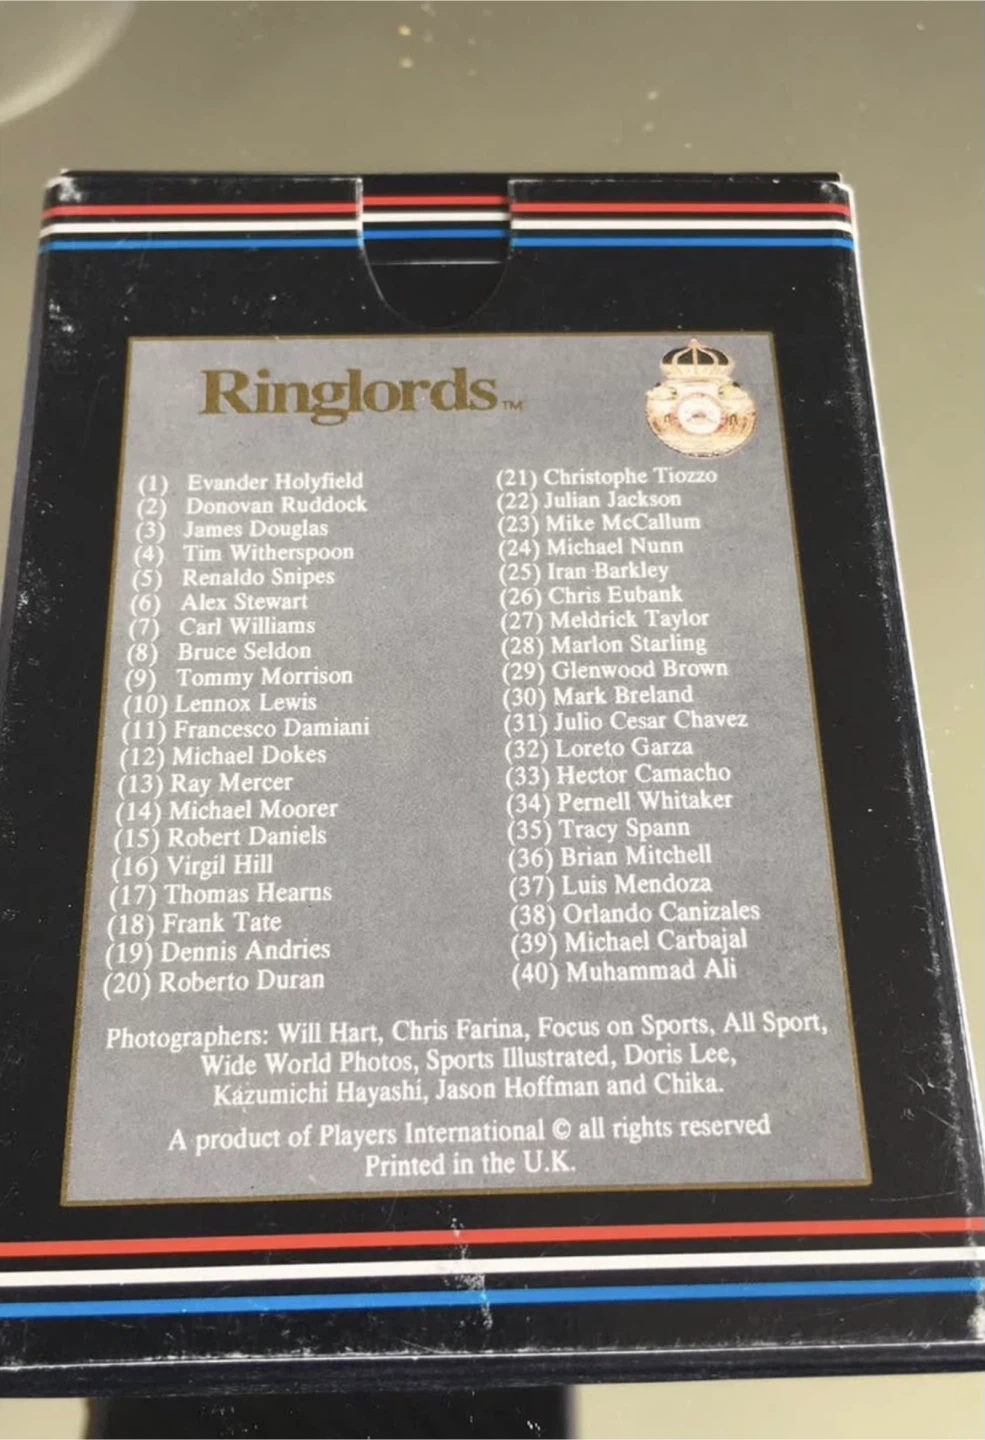 Ringlords™
(1) Evander Holyfield
(2) Donovan Ruddock
(3) James Douglas
(4) Tim Witherspoon
(5) Renaldo Snipes
(6) Alex Stewart
(7) Carl Williams
(8) Bruce Seldon
(9) Tommy Morrison
(10) Lennox Lewis
(11) Francesco Damiani
(12) Michael Dokes
(13) Ray Mercer
(14) Michael Moorer
(15) Robert Daniels
(16) Virgil Hill
(17) Thomas Hearns
(18) Frank Tate
(19) Dennis Andries
(20) Roberto Duran
(21) Christophe Tiozzo
(22) Julian Jackson
(23) Mike McCallum
(24) Michael Nunn
(25) Iran Barkley
(26) Chris Eubank
(27) Meldrick Taylor
(28) Marlon Starling
(29) Glenwood Brown
(30) Mark Breland
(31) Julio Cesar Chavez
(32) Loreto Garza
(33) Hector Camacho
(34) Pernell Whitaker
(35) Tracy Spann
(36) Brian Mitchell
(37) Luis Mendoza
(38) Orlando Canizales
(39) Michael Carbajal
(40) Muhammad Ali
Photographers: Will Hart, Chris Farina, Focus on Sports, All Sport,
Wide World Photos, Sports Illustrated, Doris Lee,
Kazumichi Hayashi, Jason Hoffman and Chika.
A product of Players International © all rights reserved
Printed in the U.K.